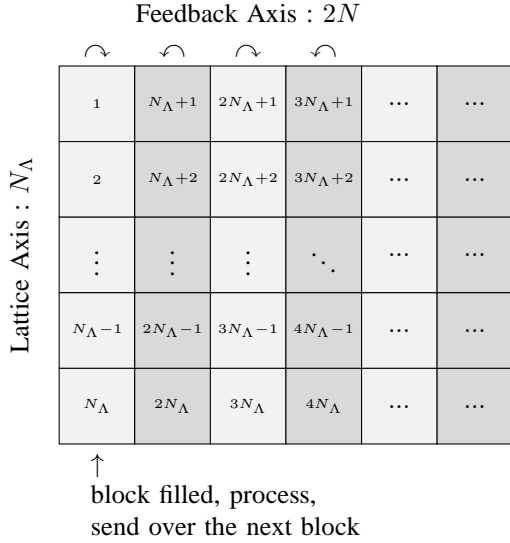 Feedback Axis : 2N
Lattice Axis : N_Λ
1 N_Λ+1 2N_Λ+1 3N_Λ+1 ... ...
2 N_Λ+2 2N_Λ+2 3N_Λ+2 ... ...
⋮ ⋮ ⋮ ⋱ ... ...
N_Λ−1 2N_Λ−1 3N_Λ−1 4N_Λ−1 ... ...
N_Λ 2N_Λ 3N_Λ 4N_Λ ... ...
block filled, process,
send over the next block